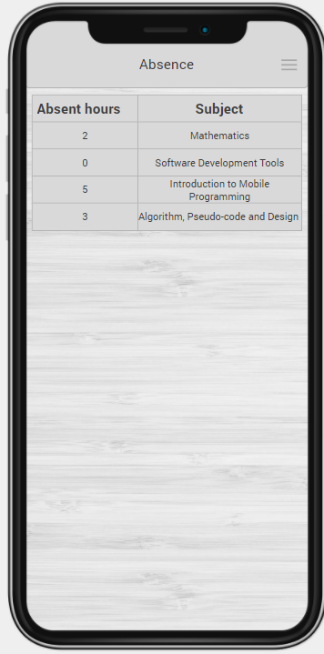 Absence
Absent hours Subject
2 Mathematics
0 Software Development Tools
5 Introduction to Mobile
Programming
3 Algorithm, Pseudo-code and Design